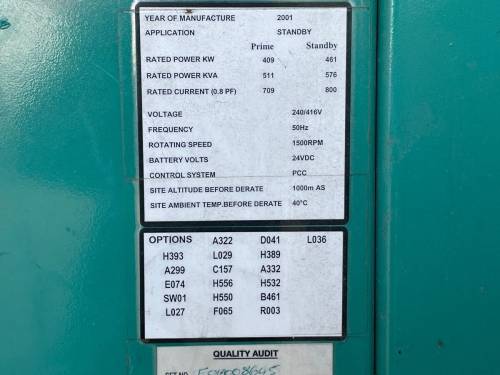 YEAR OF MANUFACTURE 2001
APPLICATION STANDBY
Prime Standby
RATED POWER KW 409 461
RATED POWER KVA 511 576
RATED CURRENT (0.8 PF) 709 800
VOLTAGE 240/416V
FREQUENCY 50Hz
ROTATING SPEED 1500RPM
BATTERY VOLTS 24VDC
CONTROL SYSTEM PCC
SITE ALTITUDE BEFORE DERATE 1000m AS
SITE AMBIENT TEMP.BEFORE DERATE 40°C
OPTIONS A322 D041 L036
H393 L029 H389
A299 C157 A332
E074 H556 H532
SW01 H550 B461
L027 F065 R003
QUALITY AUDIT
SET NO